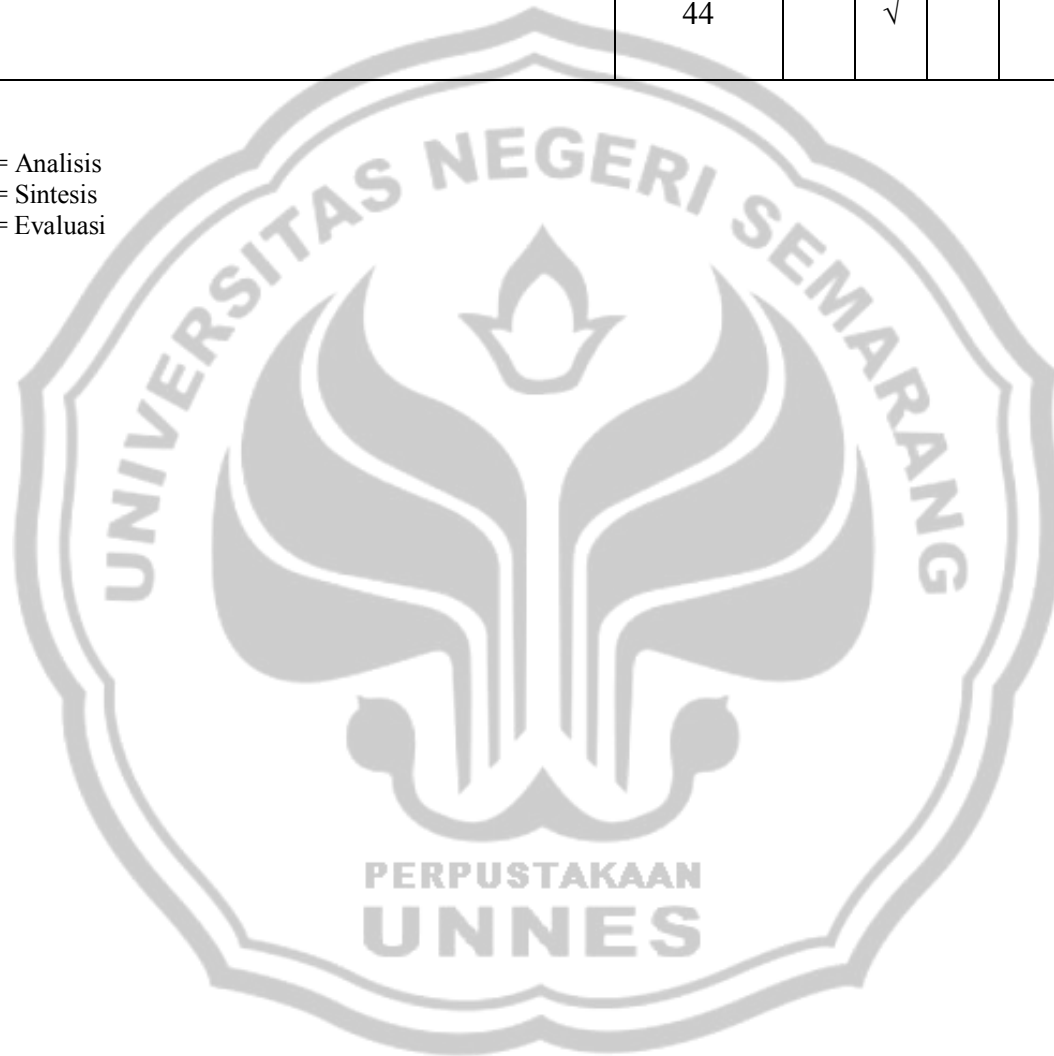 44 √
= Analisis
= Sintesis
= Evaluasi
UNIVERSITAS NEGERI SEMARANG
PERPUSTAKAAN
UNNES